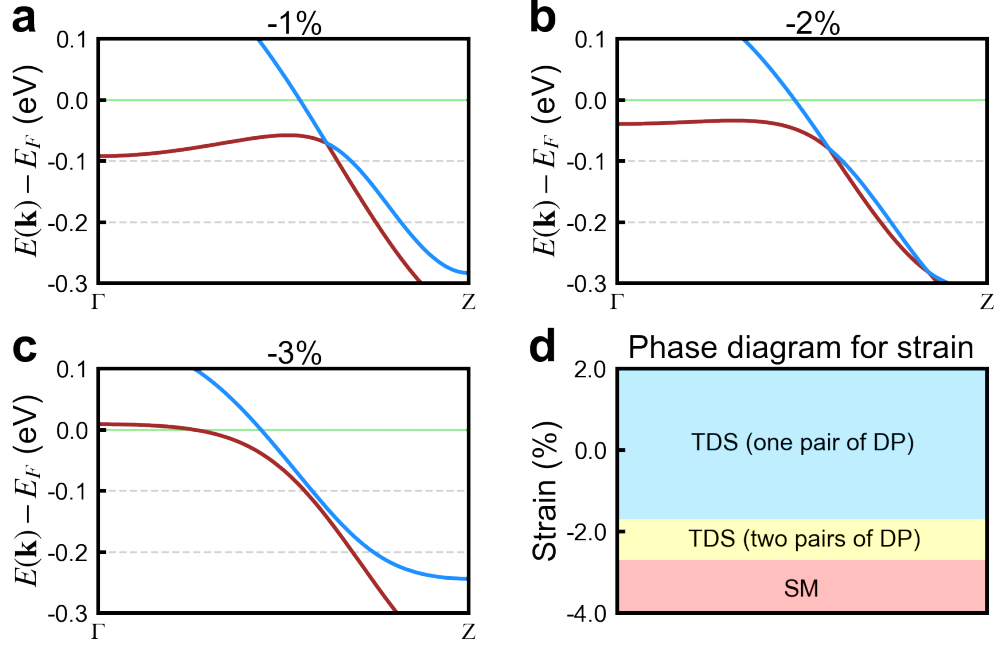 a
-1%
0.1
0.0
-0.1
-0.2
-0.3
E(k) − E_F (eV)
Γ
Z
b
-2%
0.1
0.0
-0.1
-0.2
-0.3
E(k) − E_F (eV)
Γ
Z
c
-3%
0.1
0.0
-0.1
-0.2
-0.3
E(k) − E_F (eV)
Γ
Z
d
Phase diagram for strain
2.0
0.0
-2.0
-4.0
Strain (%)
TDS (one pair of DP)
TDS (two pairs of DP)
SM